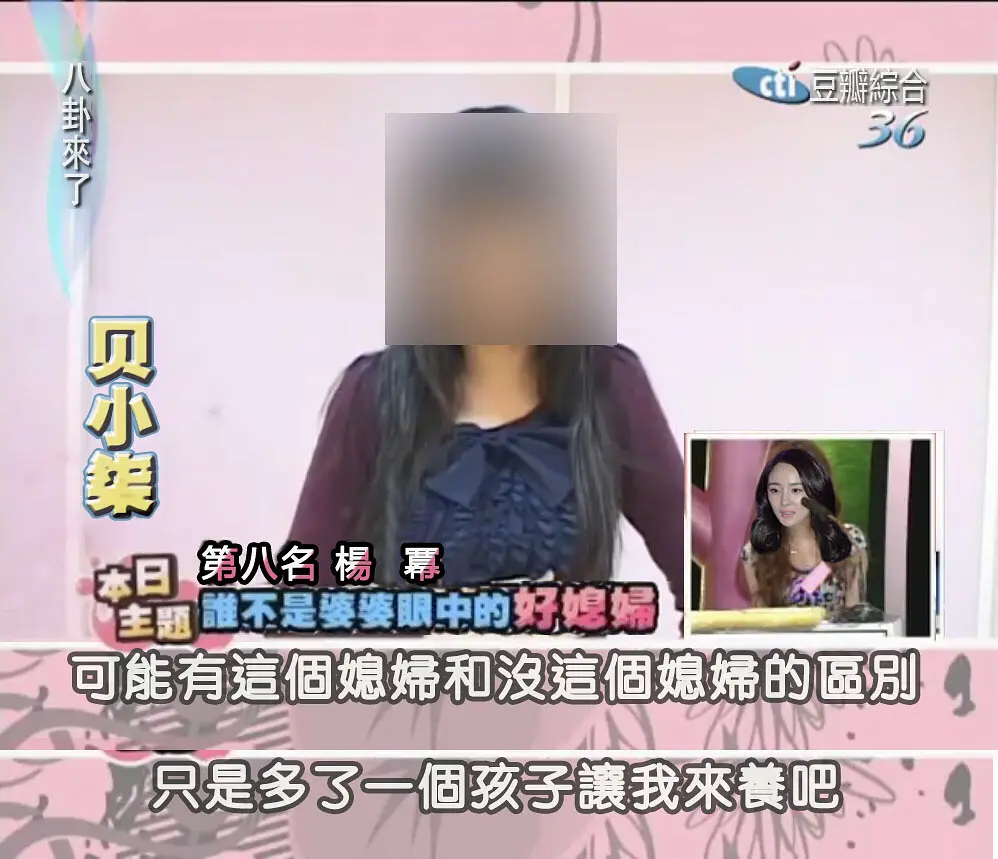 八卦來了
cti 豆瓣綜合
36
贝小柒
本日
主題
第八名 楊 冪
誰不是婆婆眼中的好媳婦
可能有這個媳婦和沒這個媳婦的區別
只是多了一個孩子讓我來養吧